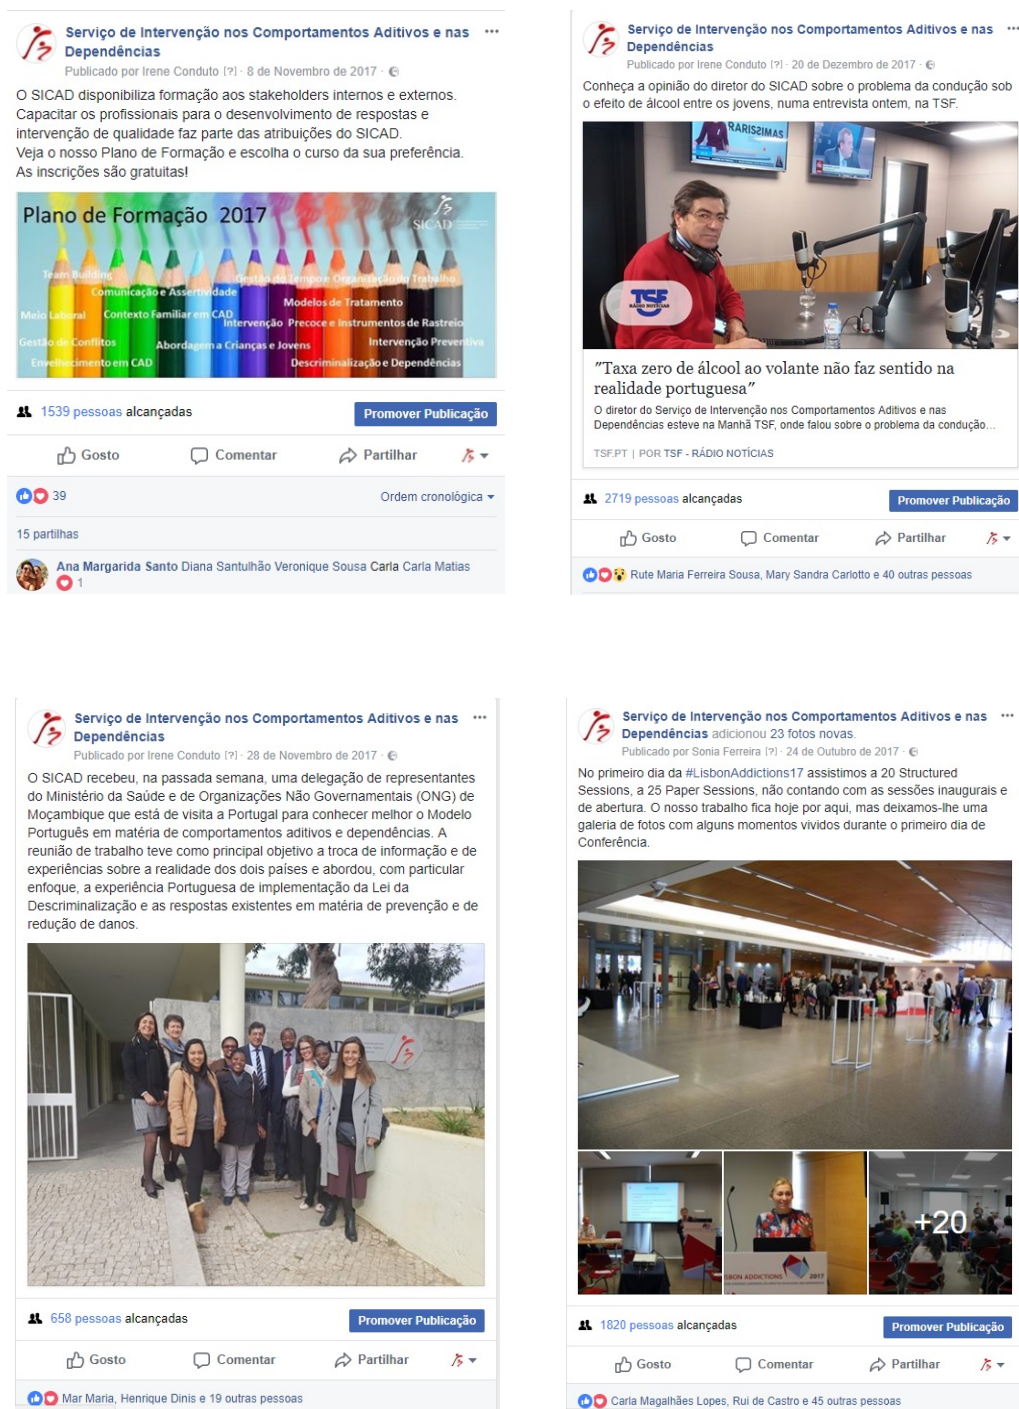 Serviço de Intervenção nos Comportamentos Aditivos e nas
Dependências
Publicado por Irene Conduto [?] · 8 de Novembro de 2017 ·
O SICAD disponibiliza formação aos stakeholders internos e externos.
Capacitar os profissionais para o desenvolvimento de respostas e
intervenção de qualidade faz parte das atribuições do SICAD.
Veja o nosso Plano de Formação e escolha o curso da sua preferência.
As inscrições são gratuitas!
Plano de Formação 2017
SICAD
Team Building
Gestão do Tempo e Organização do Trabalho
Comunicação e Assertividade
Modelos de Tratamento
Meio Laboral
Contexto Familiar em CAD
Intervenção Precoce e Instrumentos de Rastreio
Gestão de Conflitos
Abordagem a Crianças e Jovens
Intervenção Preventiva
Envelhecimento em CAD
Descriminalização e Dependências
1539 pessoas alcançadas
Promover Publicação
Gosto Comentar Partilhar
39
Ordem cronológica
15 partilhas
Ana Margarida Santo Diana Santulhão Veronique Sousa Carla Carla Matias
1
Serviço de Intervenção nos Comportamentos Aditivos e nas
Dependências
Publicado por Irene Conduto [?] · 20 de Dezembro de 2017 ·
Conheça a opinião do diretor do SICAD sobre o problema da condução sob
o efeito de álcool entre os jovens, numa entrevista ontem, na TSF.
RARÍSSIMAS
TSF
RÁDIO NOTÍCIAS
"Taxa zero de álcool ao volante não faz sentido na
realidade portuguesa"
O diretor do Serviço de Intervenção nos Comportamentos Aditivos e nas
Dependências esteve na Manhã TSF, onde falou sobre o problema da condução...
TSF.PT | POR TSF - RÁDIO NOTÍCIAS
2719 pessoas alcançadas
Promover Publicação
Gosto Comentar Partilhar
Rute Maria Ferreira Sousa, Mary Sandra Carlotto e 40 outras pessoas
Serviço de Intervenção nos Comportamentos Aditivos e nas
Dependências
Publicado por Irene Conduto [?] · 28 de Novembro de 2017 ·
O SICAD recebeu, na passada semana, uma delegação de representantes
do Ministério da Saúde e de Organizações Não Governamentais (ONG) de
Moçambique que está de visita a Portugal para conhecer melhor o Modelo
Português em matéria de comportamentos aditivos e dependências. A
reunião de trabalho teve como principal objetivo a troca de informação e de
experiências sobre a realidade dos dois países e abordou, com particular
enfoque, a experiência Portuguesa de implementação da Lei da
Descriminalização e as respostas existentes em matéria de prevenção e de
redução de danos.
658 pessoas alcançadas
Promover Publicação
Gosto Comentar Partilhar
Mar Maria, Henrique Dinis e 19 outras pessoas
Serviço de Intervenção nos Comportamentos Aditivos e nas
Dependências adicionou 23 fotos novas.
Publicado por Sonia Ferreira [?] · 24 de Outubro de 2017 ·
No primeiro dia da #LisbonAddictions17 assistimos a 20 Structured
Sessions, a 25 Paper Sessions, não contando com as sessões inaugurais e
de abertura. O nosso trabalho fica hoje por aqui, mas deixamos-lhe uma
galeria de fotos com alguns momentos vividos durante o primeiro dia de
Conferência.
ISBON ADDICTIONS 2017
+20
1820 pessoas alcançadas
Promover Publicação
Gosto Comentar Partilhar
Carla Magalhães Lopes, Rui de Castro e 45 outras pessoas